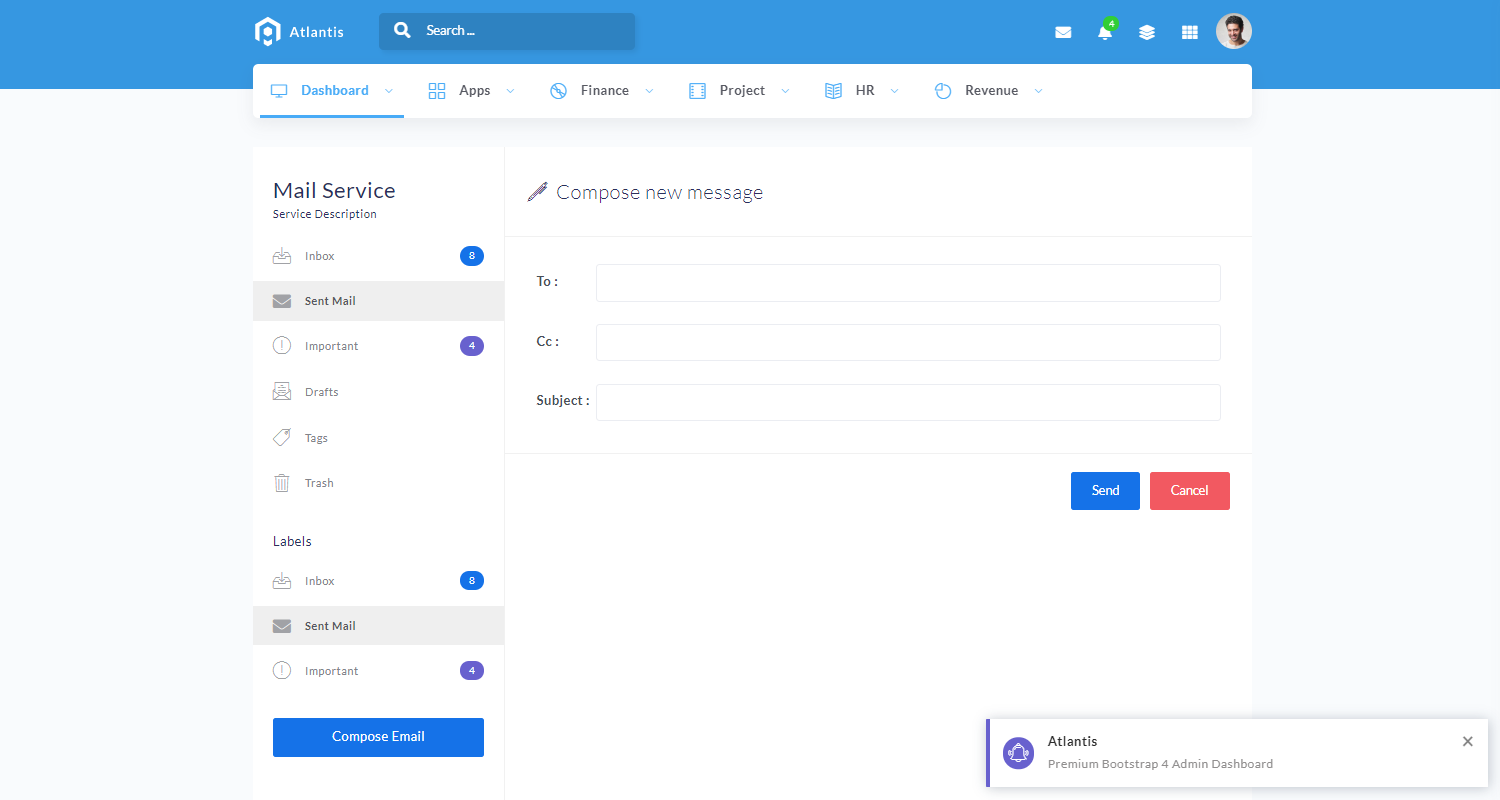 Atlantis
Search ...
4
Dashboard
Apps
Finance
Project
HR
Revenue
Mail Service
Service Description
Inbox 8
Sent Mail
Important 4
Drafts
Tags
Trash
Labels
Inbox 8
Sent Mail
Important 4
Compose Email
Compose new message
To :
Cc :
Subject :
Send
Cancel
Atlantis
Premium Bootstrap 4 Admin Dashboard